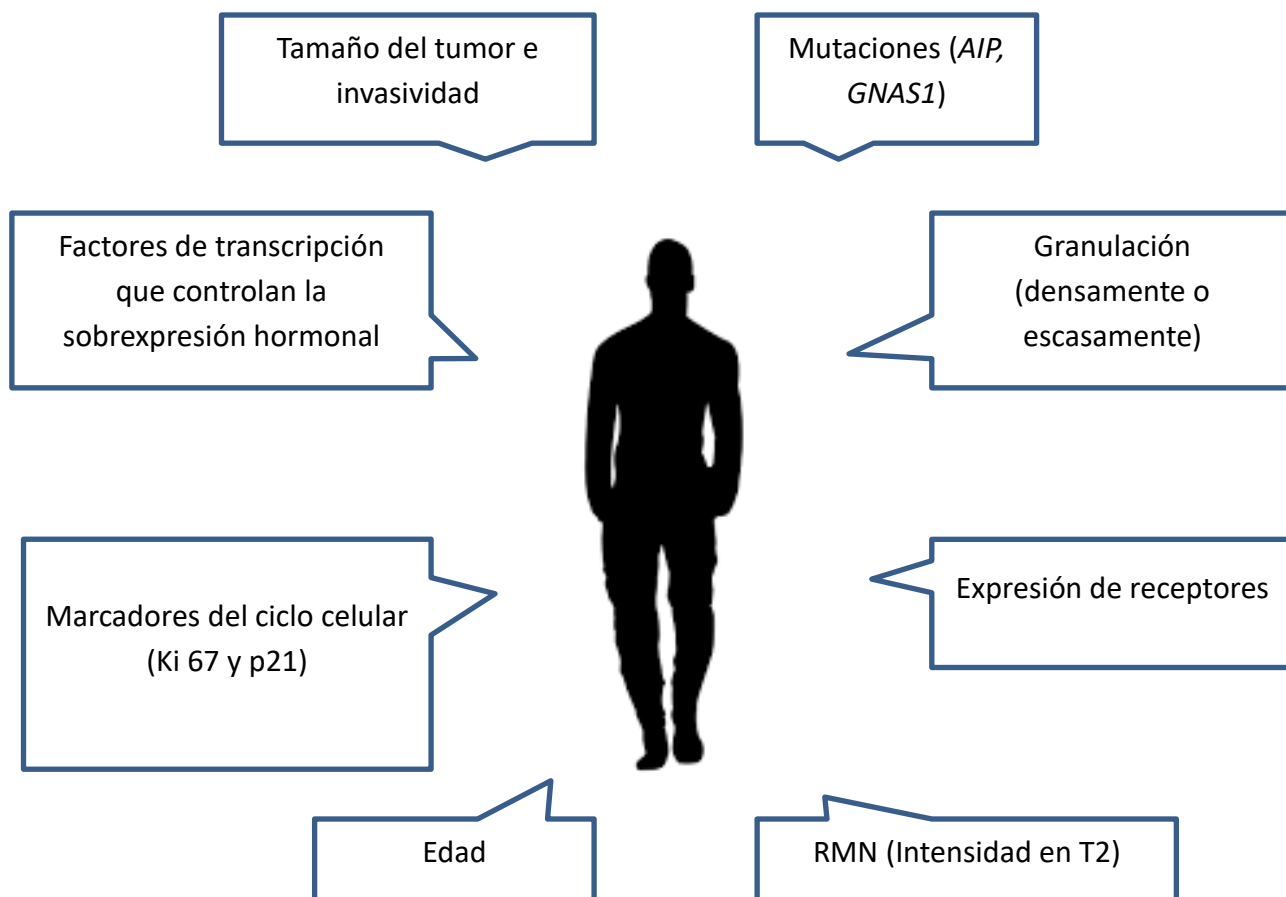 Tamaño del tumor e
invasividad
Mutaciones (AIP,
GNAS1)
Factores de transcripción
que controlan la
sobrexpresión hormonal
Granulación
(densamente o
escasamente)
Marcadores del ciclo celular
(Ki 67 y p21)
Expresión de receptores
Edad
RMN (Intensidad en T2)